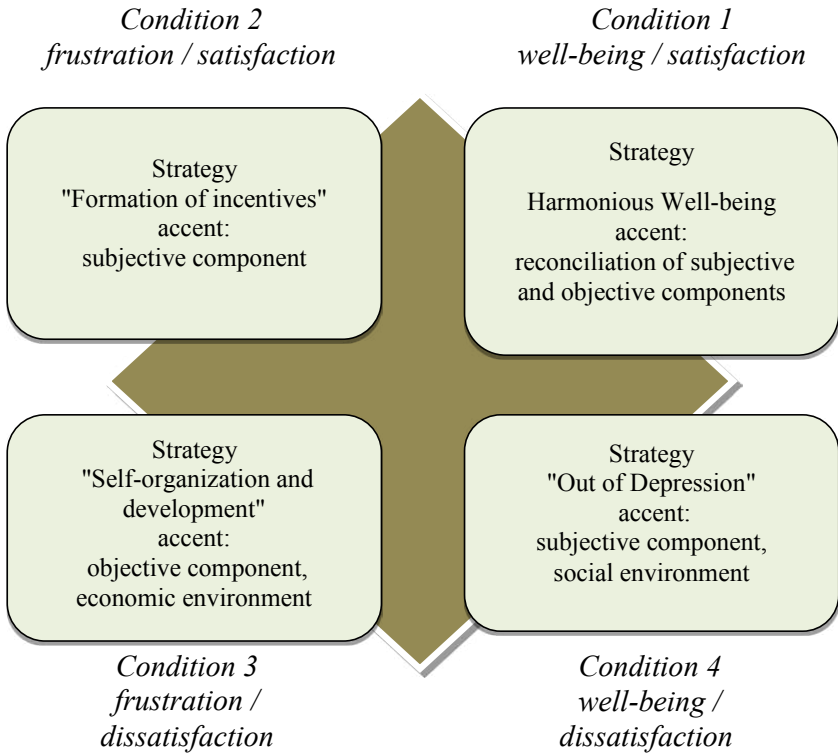 Condition 2
frustration / satisfaction
Condition 1
well-being / satisfaction
Strategy
"Formation of incentives"
accent:
subjective component
Strategy
Harmonious Well-being
accent:
reconciliation of subjective
and objective components
Strategy
"Self-organization and
development"
accent:
objective component,
economic environment
Strategy
"Out of Depression"
accent:
subjective component,
social environment
Condition 3
frustration /
dissatisfaction
Condition 4
well-being /
dissatisfaction